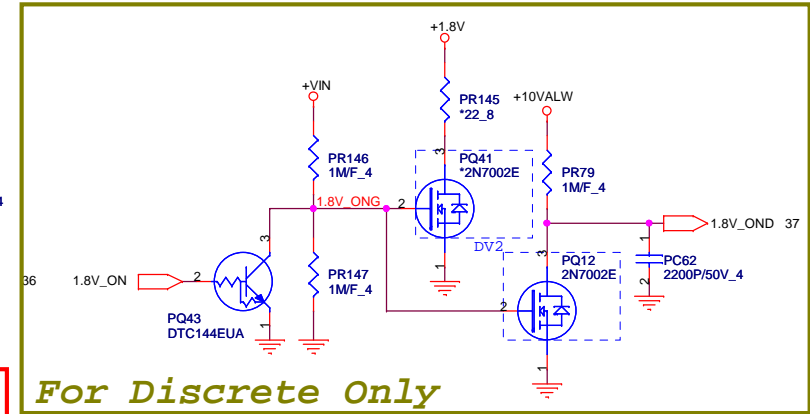 +1.8V
+VIN
PR145
*22_8
+10VALW
PR146
1M/F_4
3
PQ41
*2N7002E
PR79
1M/F_4
1.8V_ONG
2
1.8V_OND 37
3
DV2
1
PR147
1M/F_4
3
PQ12
2N7002E
1
PC62
2200P/50V_4
2
36
1.8V_ON
2
1
2
PQ43
DTC144EUA
1
1
For Discrete Only
4